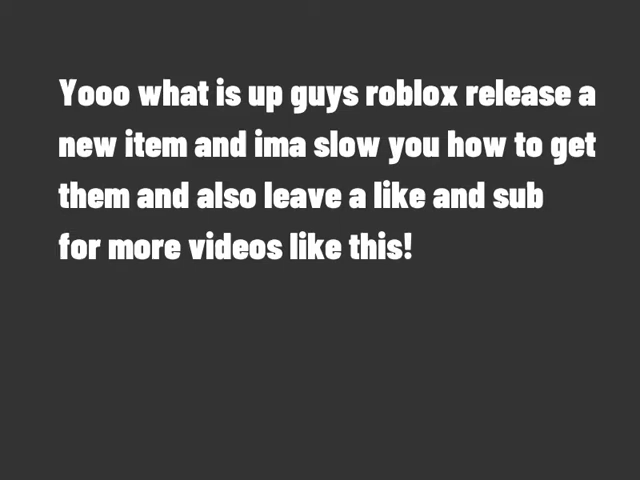 Yooo what is up guys roblox release a
new item and ima slow you how to get
them and also leave a like and sub
for more videos like this!